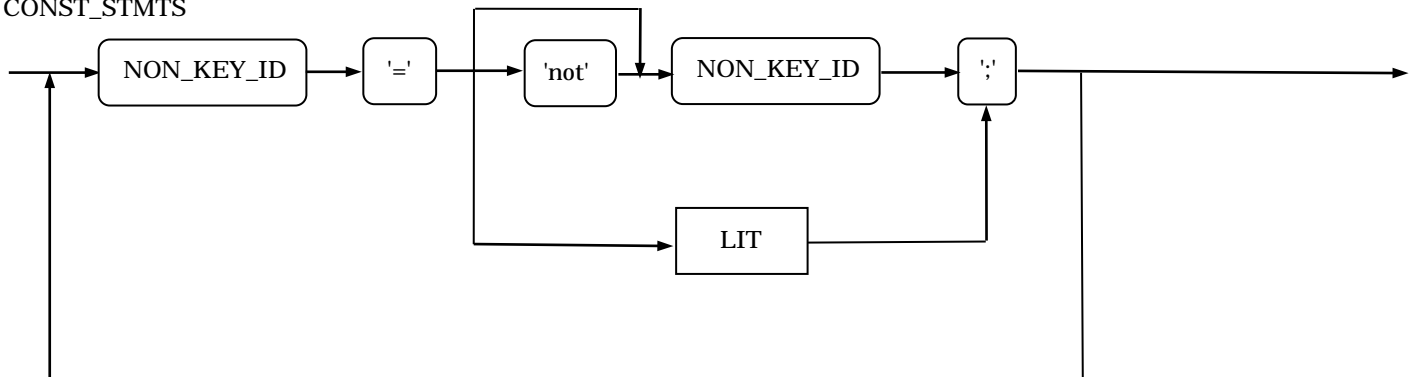 CONST_STMTS
NON_KEY_ID '=' 'not' NON_KEY_ID ';'
LIT